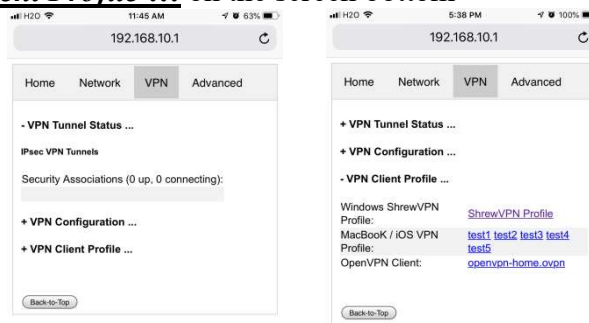 on the screen bottom
H2O 11:45 AM 63%
192.168.10.1
Home Network VPN Advanced
- VPN Tunnel Status ...
IPsec VPN Tunnels
Security Associations (0 up, 0 connecting):
+ VPN Configuration ...
+ VPN Client Profile ...
Back-to-Top
H2O 5:38 PM 100%
192.168.10.1
Home Network VPN Advanced
+ VPN Tunnel Status ...
+ VPN Configuration ...
- VPN Client Profile ...
Windows ShrewVPN ShrewVPN Profile
Profile:
MacBooK / iOS VPN test1 test2 test3 test4
Profile: test5
OpenVPN Client: openvpn-home.ovpn
Back-to-Top